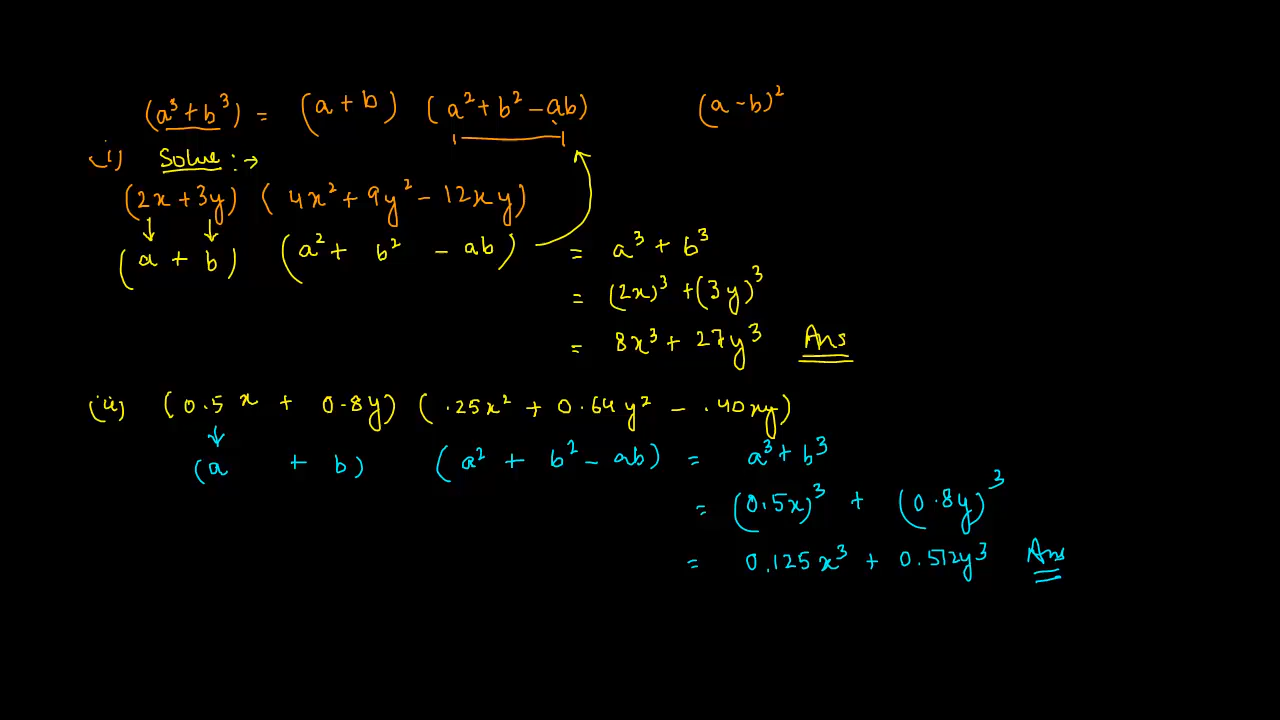 (a³ + b³) = (a + b) (a² + b² - ab) (a - b)²
(i) Solve :→
(2x + 3y) (4x² + 9y² - 12xy)
(a + b) (a² + b² - ab) = a³ + b³
= (2x)³ + (3y)³
= 8x³ + 27y³ Ans
(ii) (0.5x + 0.8y) (.25x² + 0.64y² - .40xy)
(a + b) (a² + b² - ab) = a³ + b³
= (0.5x)³ + (0.8y)³
= 0.125x³ + 0.512y³ Ans